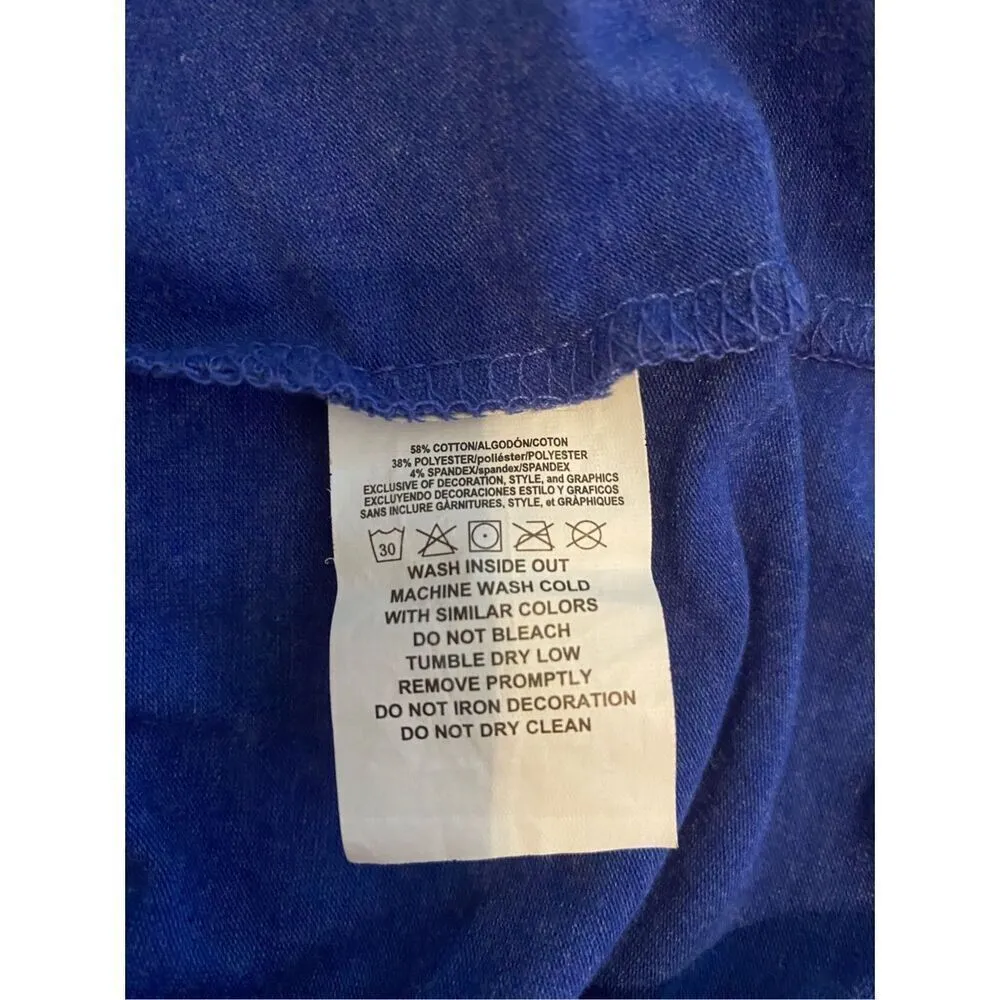 58% COTTON/ALGODÓN/COTON
38% POLYESTER/poliéster/POLYESTER
4% SPANDEX/spandex/SPANDEX
EXCLUSIVE OF DECORATION, STYLE, and GRAPHICS
EXCLUYENDO DECORACIONES ESTILO Y GRAFICOS
SANS INCLURE GÀRNITURES, STYLE, et GRÀPHIQUES
30
WASH INSIDE OUT
MACHINE WASH COLD
WITH SIMILAR COLORS
DO NOT BLEACH
TUMBLE DRY LOW
REMOVE PROMPTLY
DO NOT IRON DECORATION
DO NOT DRY CLEAN